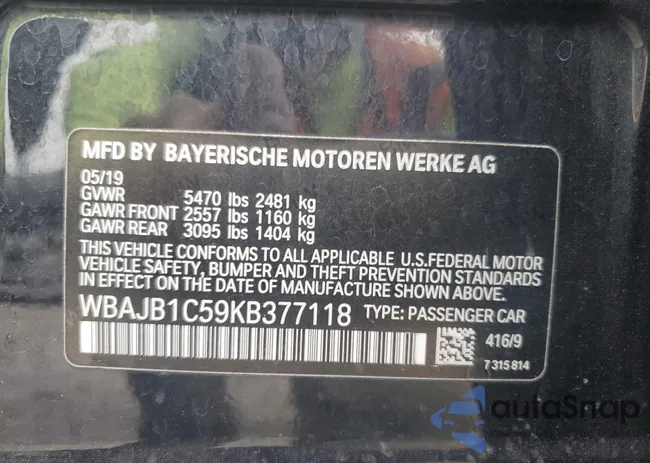 MFD BY BAYERISCHE MOTOREN WERKE AG
05/19
GVWR 5470 lbs 2481 kg
GAWR FRONT 2557 lbs 1160 kg
GAWR REAR 3095 lbs 1404 kg
THIS VEHICLE CONFORMS TO ALL APPLICABLE U.S.FEDERAL MOTOR
VEHICLE SAFETY, BUMPER AND THEFT PREVENTION STANDARDS
IN EFFECT ON THE DATE OF MANUFACTURE SHOWN ABOVE.
WBAJB1C59KB377118 TYPE: PASSENGER CAR
416/9
7 315 814
autoSnap